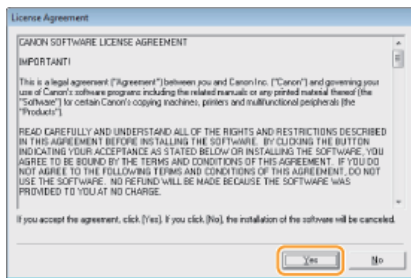 License Agreement
CANON SOFTWARE LICENSE AGREEMENT
IMPORTANT!
This is a legal agreement ("Agreement") between you and Canon Inc. ("Canon") and governing your
use of Canon's software programs including the related manuals or any printed material thereof (the
"Software") for certain Canon's copying machines, printers and multifunctional peripherals (the
"Products").
READ CAREFULLY AND UNDERSTAND ALL OF THE RIGHTS AND RESTRICTIONS DESCRIBED
IN THIS AGREEMENT BEFORE INSTALLING THE SOFTWARE. BY CLICKING THE BUTTON
INDICATING YOUR ACCEPTANCE AS STATED BELOW OR INSTALLING THE SOFTWARE, YOU
AGREE TO BE BOUND BY THE TERMS AND CONDITIONS OF THIS AGREEMENT. IF YOU DO
NOT AGREE TO THE FOLLOWING TERMS AND CONDITIONS OF THIS AGREEMENT, DO NOT
USE THE SOFTWARE. NO REFUND WILL BE MADE BECAUSE THE SOFTWARE WAS
PROVIDED TO YOU AT NO CHARGE.
If you accept the agreement, click [Yes]. If you click [No], the installation of the software will be canceled.
Yes No